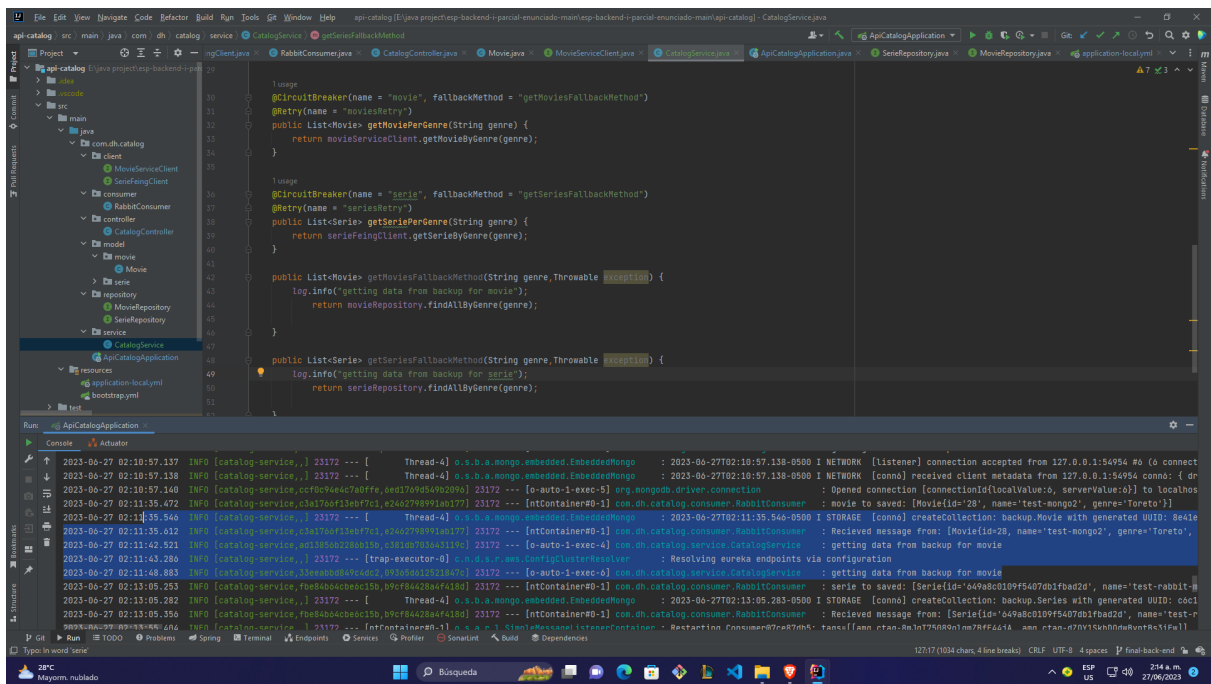 File Edit View Navigate Code Refactor Build Run Tools Git Window Help api-catalog [E:\java project\esp-backend-i-parcial-enunciado-main\esp-backend-i-parcial-enunciado-main\api-catalog] - CatalogService.java
api-catalog src main java com dh catalog service CatalogService getSeriesFallbackMethod
ApiCatalogApplication Git:
Project
ingClient.java RabbitConsumer.java CatalogController.java Movie.java MovieServiceClient.java CatalogService.java ApiCatalogApplication.java SerieRepository.java MovieRepository.java application-local.yml
api-catalog E:\java project\esp-backend-i-par
.idea
.vscode
src
main
java
com.dh.catalog
client
MovieServiceClient
SerieFeingClient
consumer
RabbitConsumer
controller
CatalogController
model
movie
Movie
serie
repository
MovieRepository
SerieRepository
service
CatalogService
ApiCatalogApplication
resources
application-local.yml
bootstrap.yml
test
Project
Commit
Pull Requests
Bookmarks
Structure
Maven
Database
Notifications
7 3
29
1 usage
30 @CircuitBreaker(name = "movie", fallbackMethod = "getMoviesFallbackMethod")
31 @Retry(name = "moviesRetry")
32 public List<Movie> getMoviePerGenre(String genre) {
33 return movieServiceClient.getMovieByGenre(genre);
34 }
35
1 usage
36 @CircuitBreaker(name = "serie", fallbackMethod = "getSeriesFallbackMethod")
37 @Retry(name = "seriesRetry")
38 public List<Serie> getSeriePerGenre(String genre) {
39 return serieFeingClient.getSerieByGenre(genre);
40 }
41
42 public List<Movie> getMoviesFallbackMethod(String genre,Throwable exception) {
43 log.info("getting data from backup for movie");
44 return movieRepository.findAllByGenre(genre);
45
46 }
47
48 public List<Serie> getSeriesFallbackMethod(String genre,Throwable exception) {
49 log.info("getting data from backup for serie");
50 return serieRepository.findAllByGenre(genre);
51
52 }
Run: ApiCatalogApplication
Console Actuator
2023-06-27 02:10:57.137 INFO [catalog-service,,] 23172 --- [ Thread-4] o.s.b.a.mongo.embedded.EmbeddedMongo : 2023-06-27T02:10:57.138-0500 I NETWORK [listener] connection accepted from 127.0.0.1:54954 #6 (6 connect
2023-06-27 02:10:57.138 INFO [catalog-service,,] 23172 --- [ Thread-4] o.s.b.a.mongo.embedded.EmbeddedMongo : 2023-06-27T02:10:57.138-0500 I NETWORK [conn6] received client metadata from 127.0.0.1:54954 conn6: { dr
2023-06-27 02:10:57.140 INFO [catalog-service,ccf0c94e4c7a0ffe,6ed1769d549b2096] 23172 --- [o-auto-1-exec-5] org.mongodb.driver.connection : Opened connection [connectionId{localValue:6, serverValue:6}] to localhos
2023-06-27 02:11:35.472 INFO [catalog-service,c3a1766f13ebf7c1,e2462798991ab177] 23172 --- [ntContainer#0-1] com.dh.catalog.consumer.RabbitConsumer : movie to saved: [Movie{id='28', name='test-mongo2', genre='Toreto'}]
2023-06-27 02:11:35.546 INFO [catalog-service,,] 23172 --- [ Thread-4] o.s.b.a.mongo.embedded.EmbeddedMongo : 2023-06-27T02:11:35.546-0500 I STORAGE [conn6] createCollection: backup.Movie with generated UUID: 8e41e
2023-06-27 02:11:35.612 INFO [catalog-service,c3a1766f13ebf7c1,e2462798991ab177] 23172 --- [ntContainer#0-1] com.dh.catalog.consumer.RabbitConsumer : Recieved message from: [Movie{id=28, name='test-mongo2', genre='Toreto',
2023-06-27 02:11:42.521 INFO [catalog-service,ad13856b2286b15b,c381db703643119c] 23172 --- [o-auto-1-exec-4] com.dh.catalog.service.CatalogService : getting data from backup for movie
2023-06-27 02:11:43.286 INFO [catalog-service,,] 23172 --- [trap-executor-0] c.n.d.s.r.aws.ConfigClusterResolver : Resolving eureka endpoints via configuration
2023-06-27 02:11:48.883 INFO [catalog-service,33eeebbd849c4dc2,093b5do12521847c] 23172 --- [o-auto-1-exec-6] com.dh.catalog.service.CatalogService : getting data from backup for movie
2023-06-27 02:13:05.253 INFO [catalog-service,fbe84b64cbe6c15b,b9cf84428a4f418d] 23172 --- [ntContainer#0-1] com.dh.catalog.consumer.RabbitConsumer : serie to saved: [Serie{id='649a8c0109f5407db1fbad2d', name='test-rabbit-m
2023-06-27 02:13:05.282 INFO [catalog-service,,] 23172 --- [ Thread-4] o.s.b.a.mongo.embedded.EmbeddedMongo : 2023-06-27T02:13:05.283-0500 I STORAGE [conn6] createCollection: backup.Series with generated UUID: c6c1
2023-06-27 02:13:05.356 INFO [catalog-service,fbe84b64cbe6c15b,b9cf84428a4f418d] 23172 --- [ntContainer#0-1] com.dh.catalog.consumer.RabbitConsumer : Recieved message from: [Serie{id='649a8c0109f5407db1fbad2d', name='test-r
Git Run TODO Problems Spring Terminal Endpoints Services Profiler SonarLint Build Dependencies
Typo: In word 'serie' 127:17 (1034 chars, 4 line breaks) CRLF UTF-8 4 spaces final-back-end
28°C
Mayorm. nublado
Búsqueda
ESP
US
2:14 a. m.
27/06/2023
2